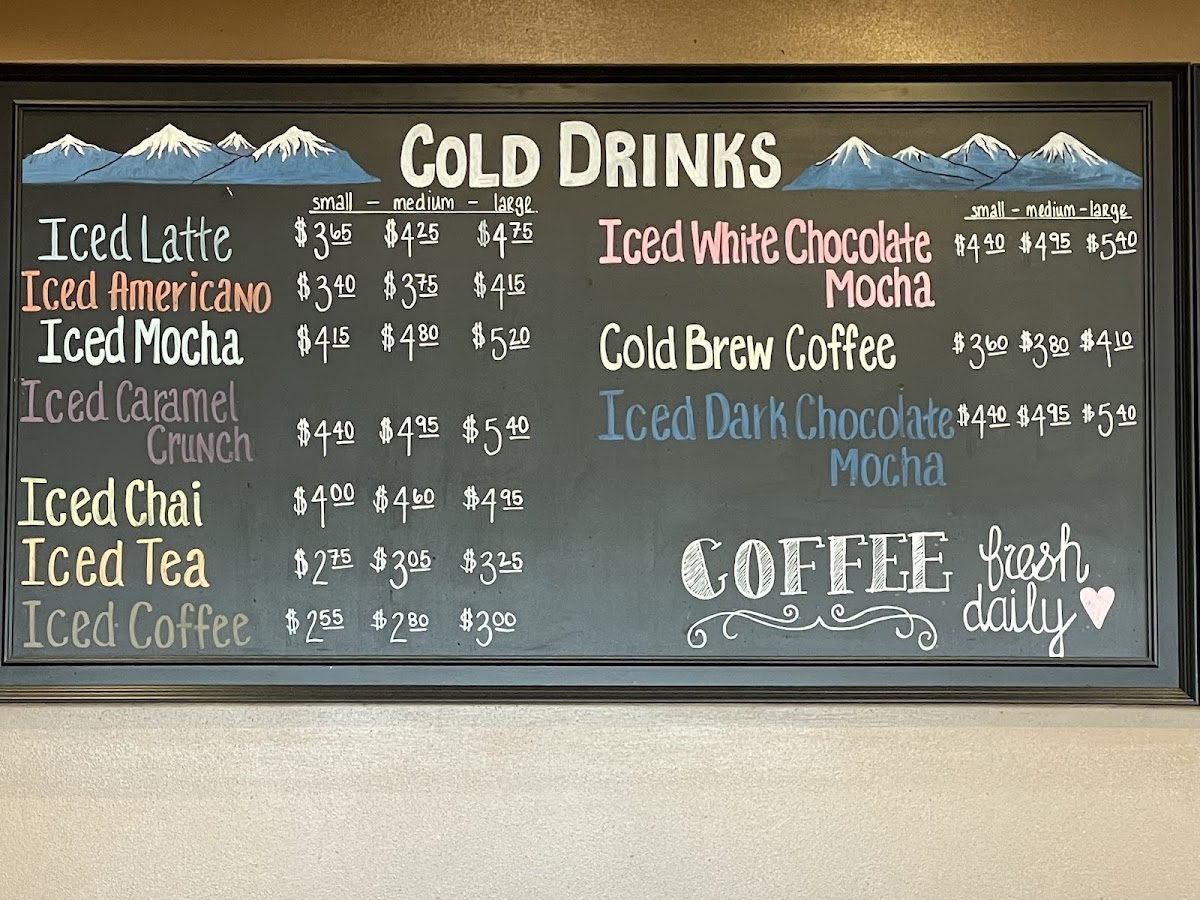 COLD DRINKS
small - medium - large
Iced Latte $3.65 $4.25 $4.75
Iced Americano $3.40 $3.75 $4.15
Iced Mocha $4.15 $4.80 $5.20
Iced Caramel
Crunch $4.40 $4.95 $5.40
Iced Chai $4.00 $4.60 $4.95
Iced Tea $2.75 $3.05 $3.25
Iced Coffee $2.55 $2.80 $3.00
small - medium - large
Iced White Chocolate $4.40 $4.95 $5.40
Mocha
Cold Brew Coffee $3.60 $3.80 $4.10
Iced Dark Chocolate $4.40 $4.95 $5.40
Mocha
COFFEE fresh
daily